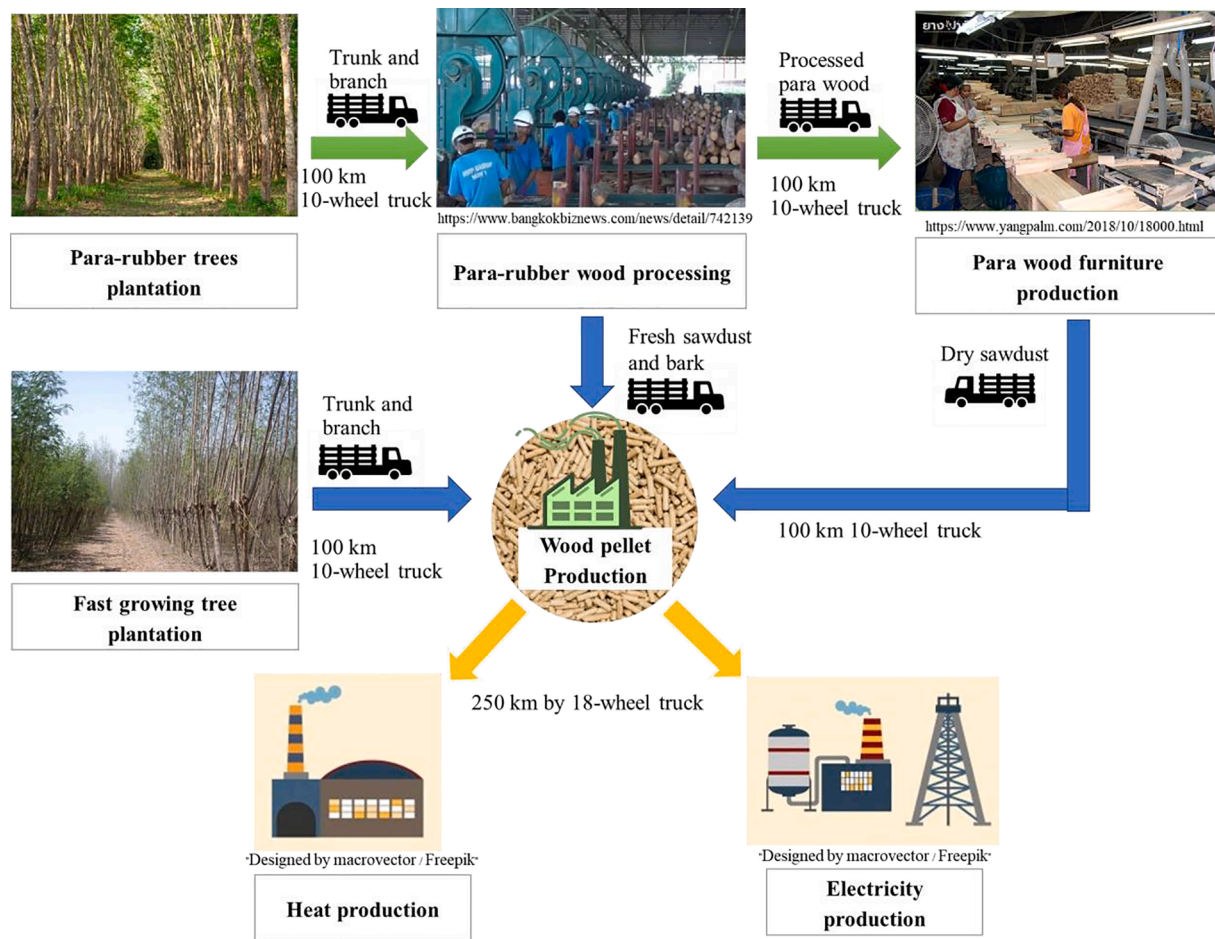 Trunk and
branch
100 km
10-wheel truck
Processed
para wood
100 km
10-wheel truck
https://www.bangkokbiznews.com/news/detail/742139
https://www.yangpalm.com/2018/10/18000.html
Para-rubber trees
plantation
Para-rubber wood processing
Para wood furniture
production
Fresh sawdust
and bark
Dry sawdust
Trunk and
branch
100 km
10-wheel truck
100 km 10-wheel truck
Wood pellet
Production
Fast growing tree
plantation
250 km by 18-wheel truck
"Designed by macrovector / Freepik"
"Designed by macrovector / Freepik"
Heat production
Electricity
production